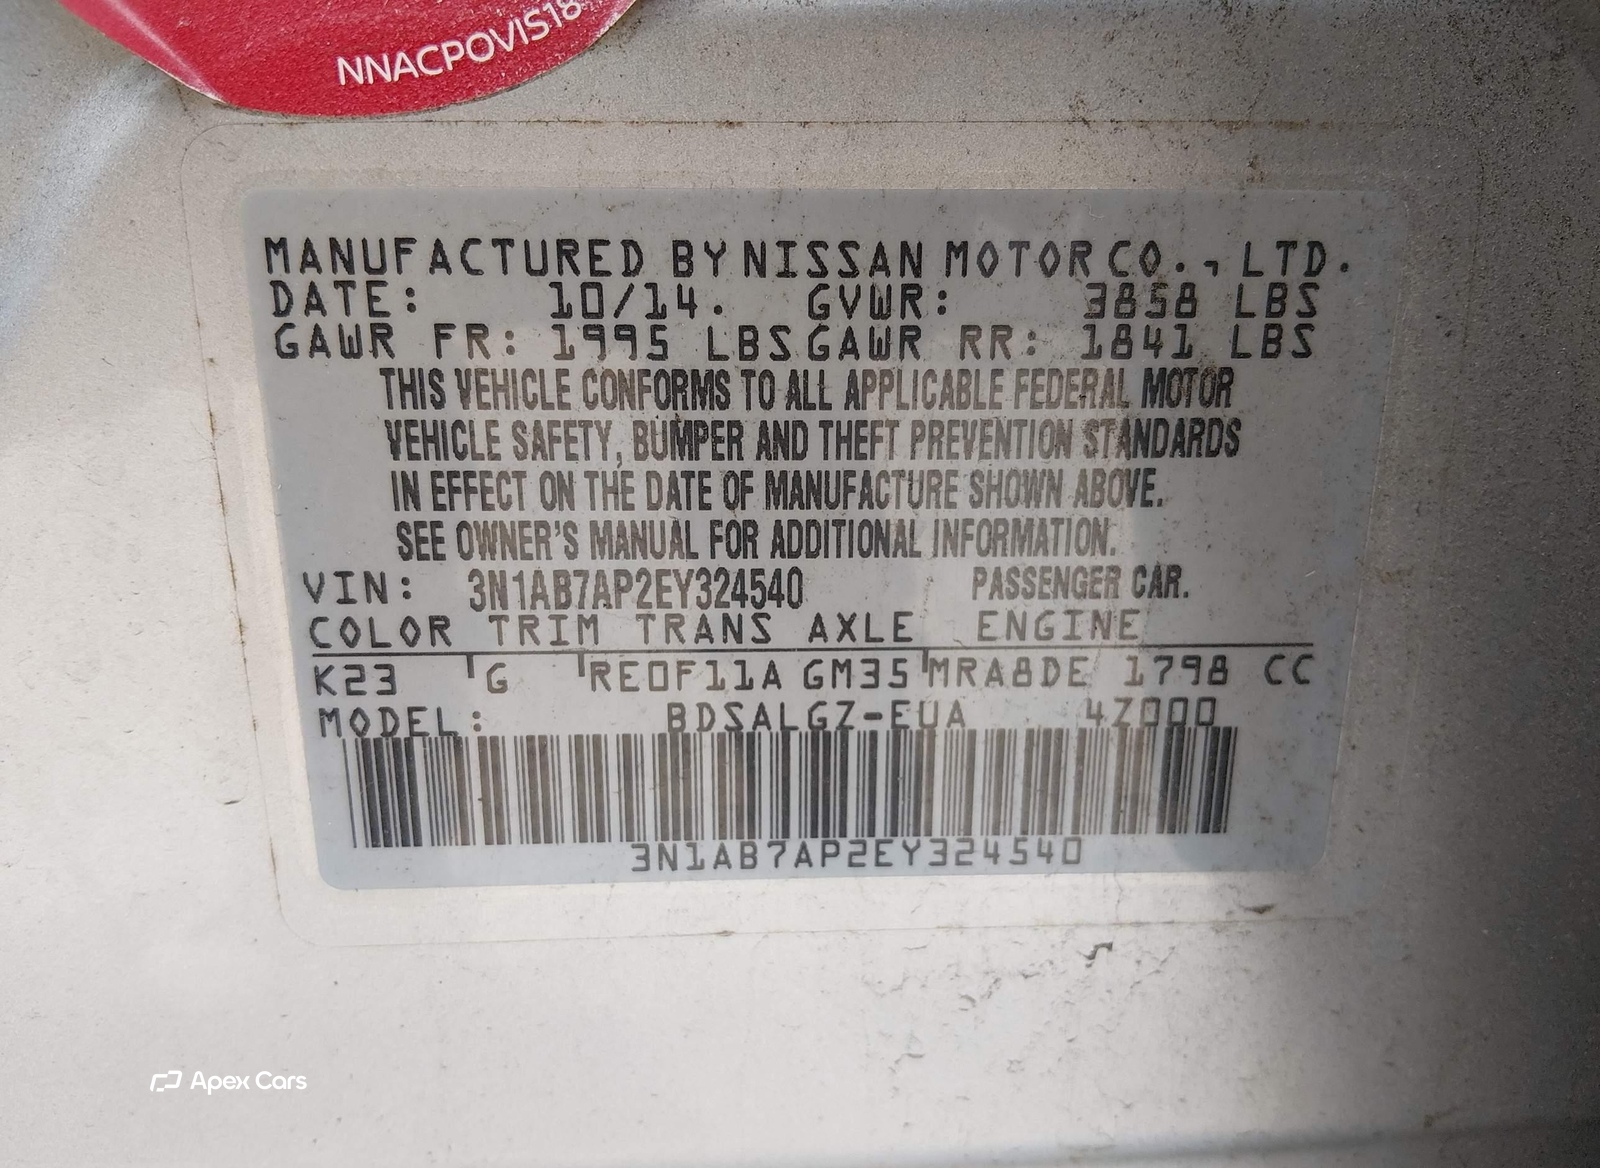 NNACPOVIS18
MANUFACTURED BY NISSAN MOTOR CO., LTD.
DATE: 10/14. GVWR: 3858 LBS
GAWR FR: 1995 LBS GAWR RR: 1841 LBS
THIS VEHICLE CONFORMS TO ALL APPLICABLE FEDERAL MOTOR
VEHICLE SAFETY, BUMPER AND THEFT PREVENTION STANDARDS
IN EFFECT ON THE DATE OF MANUFACTURE SHOWN ABOVE.
SEE OWNER'S MANUAL FOR ADDITIONAL INFORMATION.
VIN: 3N1AB7AP2EY324540 PASSENGER CAR.
COLOR TRIM TRANS AXLE ENGINE
K23 G RE0F11A GM35 MRA8DE 1798 CC
MODEL: BDSALGZ-EUA 4Z000
3N1AB7AP2EY324540
Apex Cars